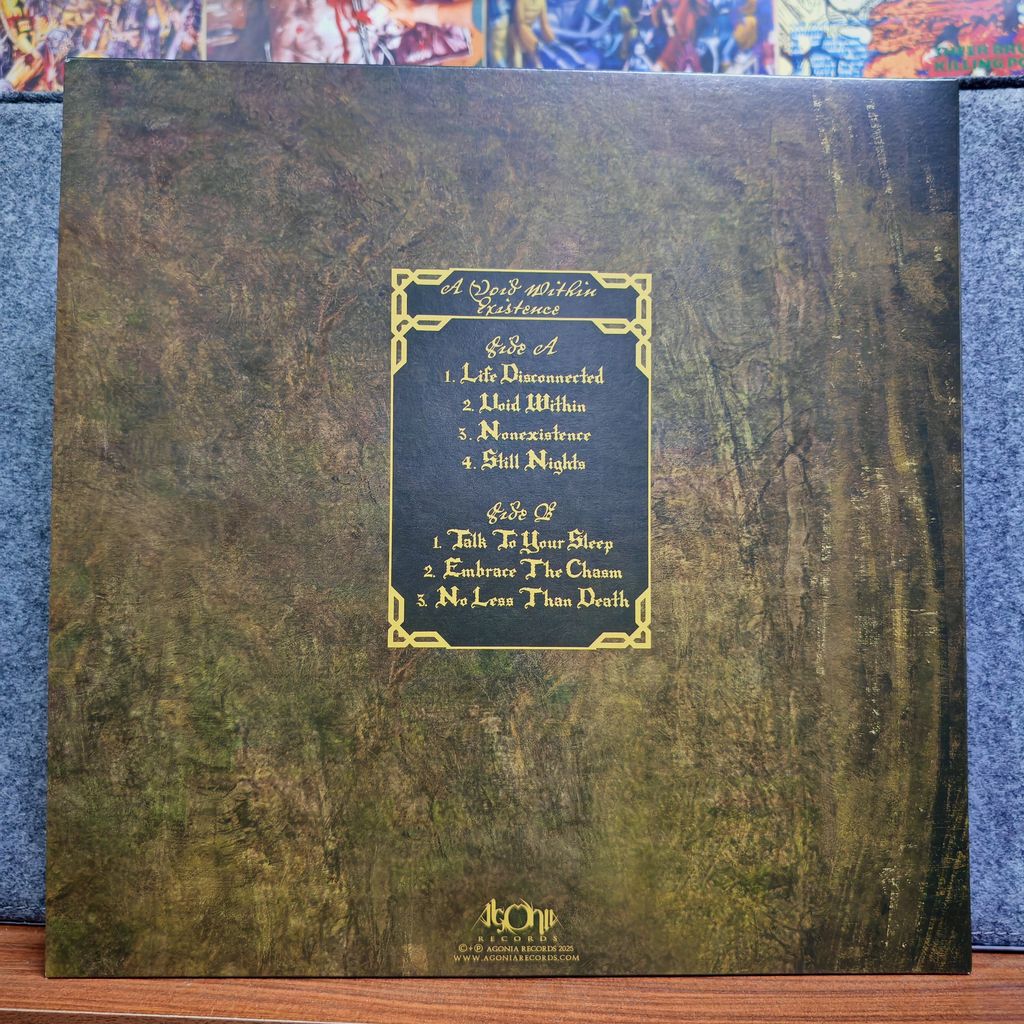 KILLING
A Void Within
Existence
Side A
1. Life Disconnected
2. Void Within
3. Nonexistence
4. Still Nights
Side B
1. Talk To Your Sleep
2. Embrace The Chasm
3. No Less Than Death
Agonia
RECORDS
©+℗ AGONIA RECORDS 2025
WWW.AGONIARECORDS.COM